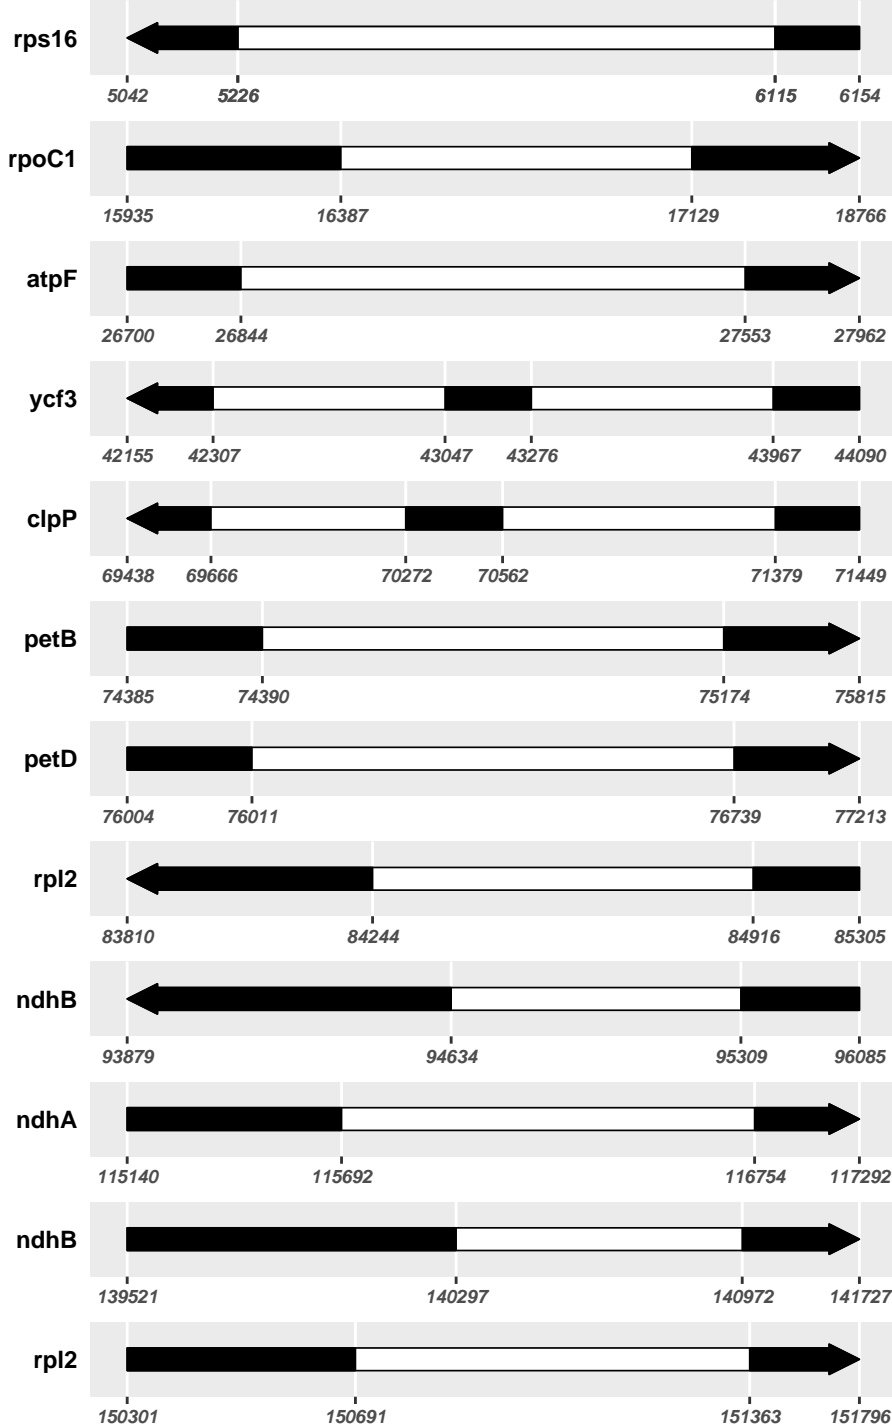 rps16
5042 5226 6115 6154
rpoC1
15935 16387 17129 18766
atpF
26700 26844 27553 27962
ycf3
42155 42307 43047 43276 43967 44090
clpP
69438 69666 70272 70562 71379 71449
petB
74385 74390 75174 75815
petD
76004 76011 76739 77213
rpl2
83810 84244 84916 85305
ndhB
93879 94634 95309 96085
ndhA
115140 115692 116754 117292
ndhB
139521 140297 140972 141727
rpl2
150301 150691 151363 151796